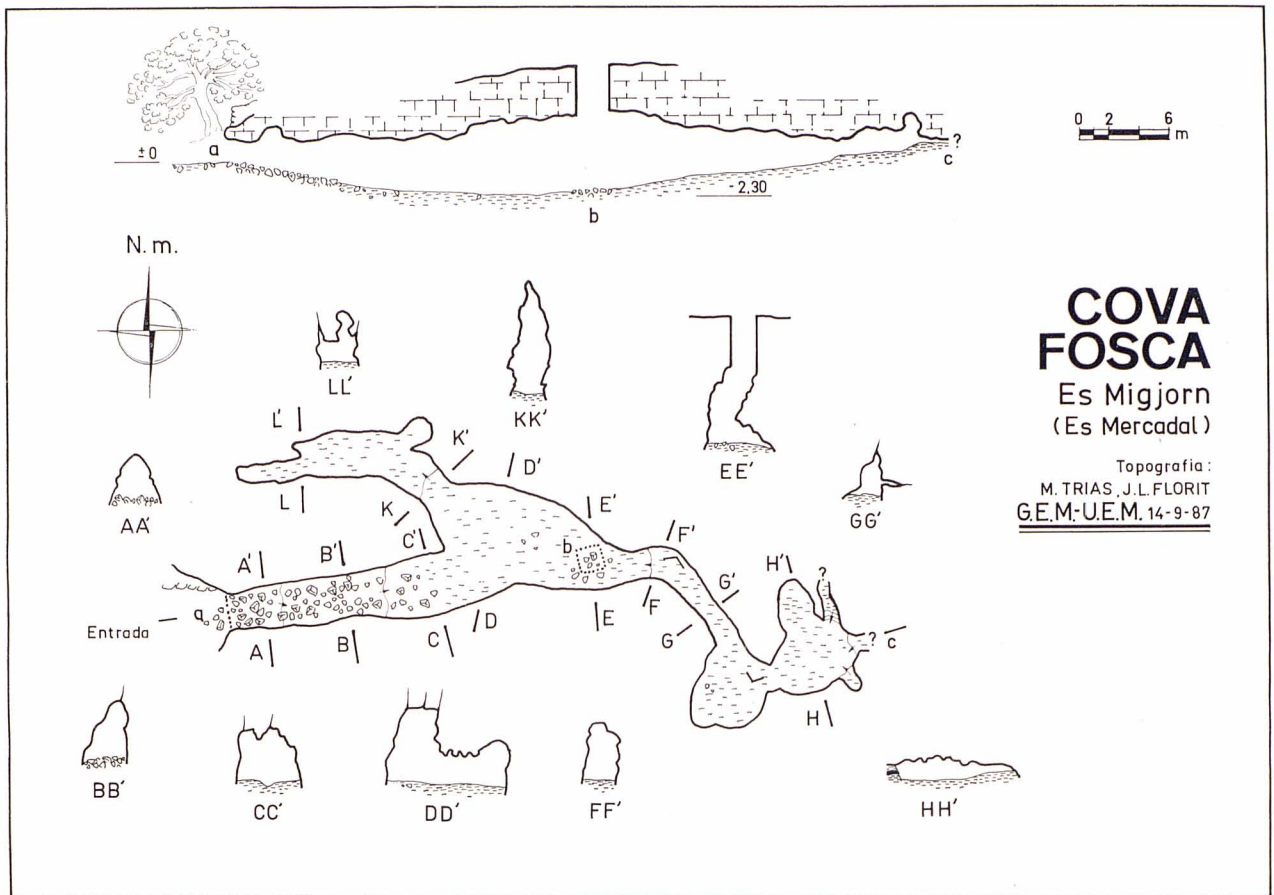 0 2 6
m
±0
a
?
c
-2,30
b
N. m.
COVA
FOSCA
Es Migjorn
(Es Mercadal)
Topografia:
M. TRIAS, J.L. FLORIT
G.E.M.-U.E.M. 14-9-87
LL'
KK'
EE'
GG'
AA'
L'
K'
D'
E'
L
K
C'
B'
A'
b
F'
G'
H'
?
a
Entrada
A
B
C
D
E
F
G
? c
H
BB'
CC'
DD'
FF'
HH'